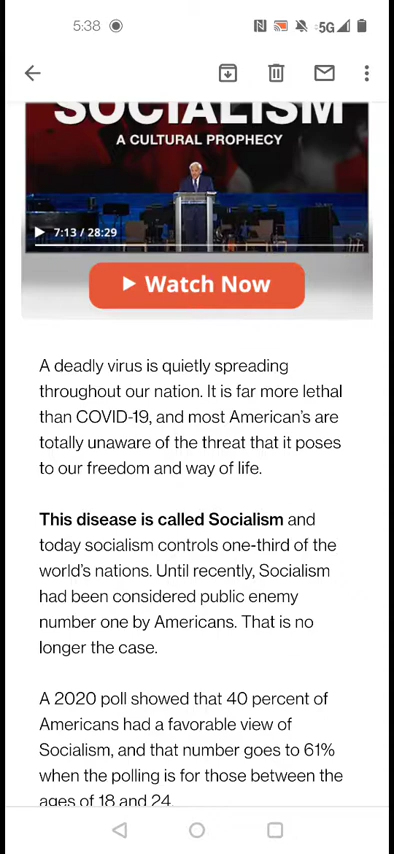 5:38
5G
SOCIALISM
A CULTURAL PROPHECY
7:13 / 28:29
Watch Now
A deadly virus is quietly spreading
throughout our nation. It is far more lethal
than COVID-19, and most American's are
totally unaware of the threat that it poses
to our freedom and way of life.
This disease is called Socialism and
today socialism controls one-third of the
world's nations. Until recently, Socialism
had been considered public enemy
number one by Americans. That is no
longer the case.
A 2020 poll showed that 40 percent of
Americans had a favorable view of
Socialism, and that number goes to 61%
when the polling is for those between the
ages of 18 and 24.